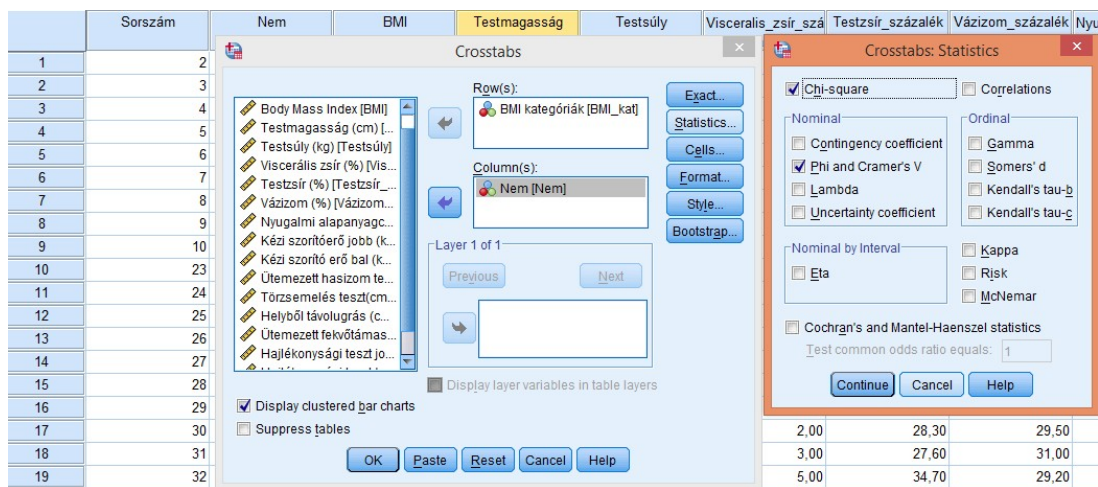 Sorszám Nem BMI Testmagasság Testsúly Visceralis_zsír_szá Testzsír_százalék Vázizom_százalék Nyu
Crosstabs
Crosstabs: Statistics
1 2
2 3
3 4
4 5
5 6
6 7
7 8
8 9
9 10
10 23
11 24
12 25
13 26
14 27
15 28
16 29
17 30 2,00 28,30 29,50
18 31 3,00 27,60 31,00
19 32 5,00 34,70 29,20
Body Mass Index [BMI]
Testmagasság (cm) [...
Testsúly (kg) [Testsúly]
Viscerális zsír (%) [Vis...
Testzsír (%) [Testzsír_...
Vázizom (%) [Vázizom...
Nyugalmi alapanyagc...
Kézi szorítóerő jobb (k...
Kézi szorító erő bal (k...
Ütemezett hasizom te...
Törzsemelés teszt(cm...
Helyből távolugrás (c...
Ütemezett fekvőtámas...
Hajlékonysági teszt jo...
Row(s):
BMI kategóriák [BMI_kat]
Column(s):
Nem [Nem]
Layer 1 of 1
Previous Next
Display layer variables in table layers
Exact...
Statistics...
Cells...
Format...
Style...
Bootstrap...
Display clustered bar charts
Suppress tables
OK Paste Reset Cancel Help
Chi-square Correlations
Nominal
Contingency coefficient
Phi and Cramer's V
Lambda
Uncertainty coefficient
Ordinal
Gamma
Somers' d
Kendall's tau-b
Kendall's tau-c
Nominal by Interval
Eta
Kappa
Risk
McNemar
Cochran's and Mantel-Haenszel statistics
Test common odds ratio equals: 1
Continue Cancel Help